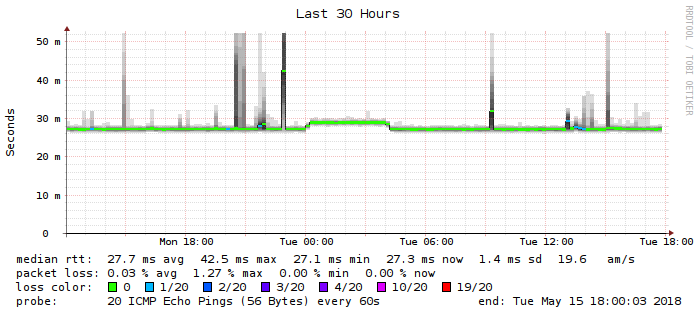 Last 30 Hours
RRDTOOL / TOBI OETIKER
Seconds
50 m
40 m
30 m
20 m
10 m
0
Mon 18:00 Tue 00:00 Tue 06:00 Tue 12:00 Tue 18:00
median rtt: 27.7 ms avg 42.5 ms max 27.1 ms min 27.3 ms now 1.4 ms sd 19.6 am/s
packet loss: 0.03 % avg 1.27 % max 0.00 % min 0.00 % now
loss color: 0 1/20 2/20 3/20 4/20 10/20 19/20
probe: 20 ICMP Echo Pings (56 Bytes) every 60s end: Tue May 15 18:00:03 2018